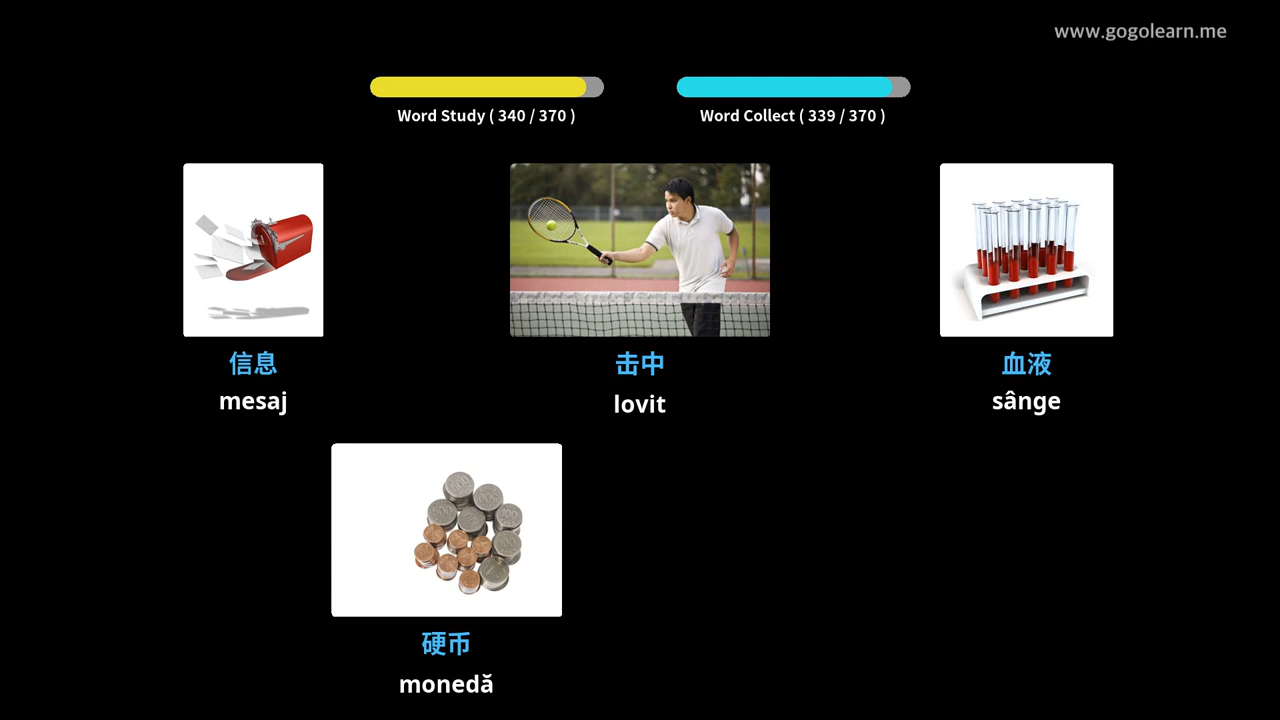 www.gogolearn.me
Word Study ( 340 / 370 )
Word Collect ( 339 / 370 )
信息
mesaj
击中
lovit
血液
sânge
硬币
monedă